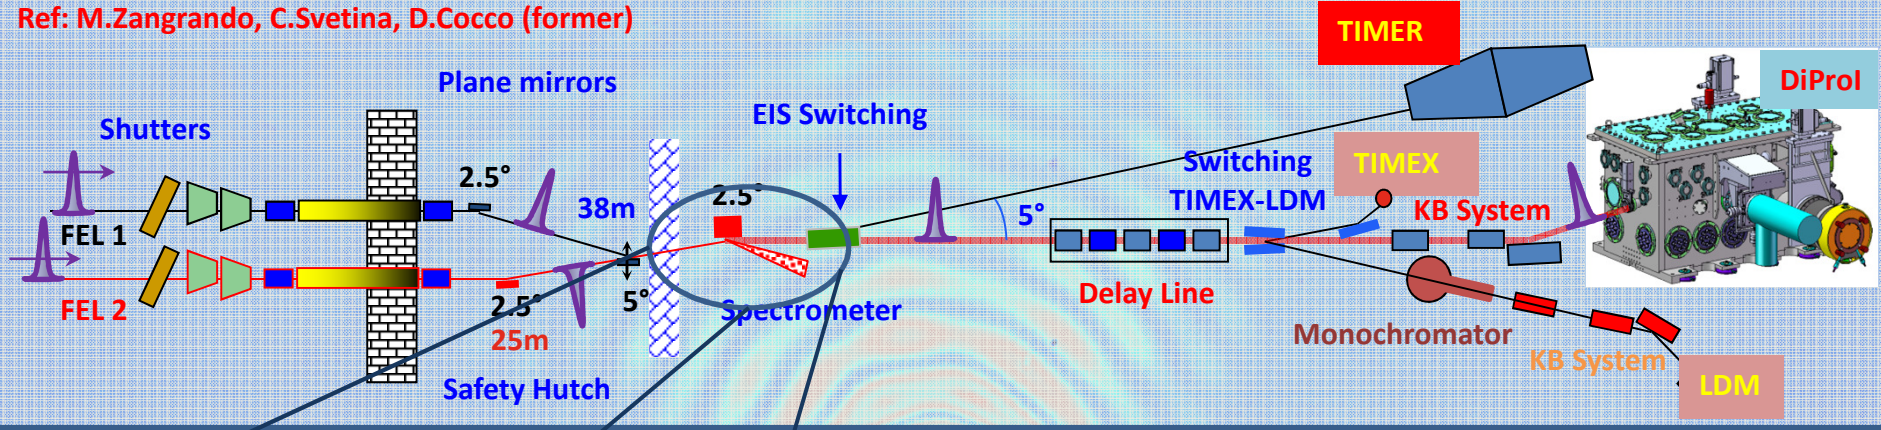 Ref: M.Zangrando, C.Svetina, D.Cocco (former)
TIMER
Plane mirrors
DiProI
Shutters
EIS Switching
2.5°
Switching
TIMEX-LDM
TIMEX
2.5°
38m
5°
KB System
FEL 1
FEL 2
2.5°
25m
5°
Spectrometer
Delay Line
Monochromator
KB System
Safety Hutch
LDM